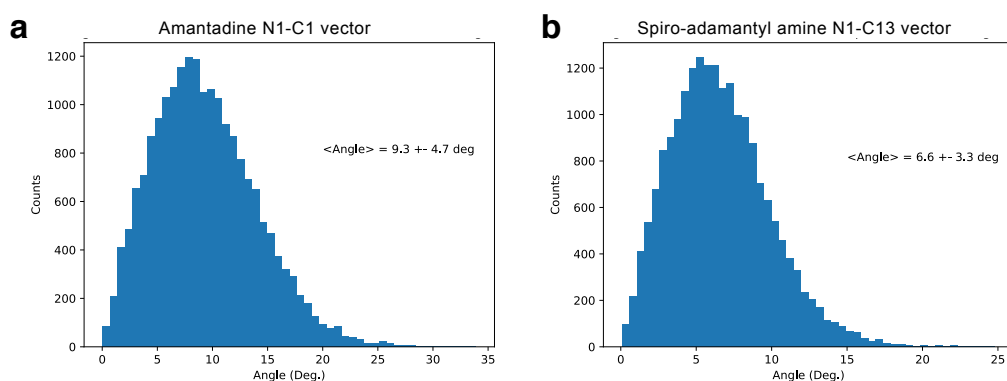 a
Amantadine N1-C1 vector
1200
1000
800
600
400
200
0
Counts
<Angle> = 9.3 +- 4.7 deg
0 5 10 15 20 25 30 35
Angle (Deg.)
b
Spiro-adamantyl amine N1-C13 vector
1200
1000
800
600
400
200
0
Counts
<Angle> = 6.6 +- 3.3 deg
0 5 10 15 20 25
Angle (Deg.)